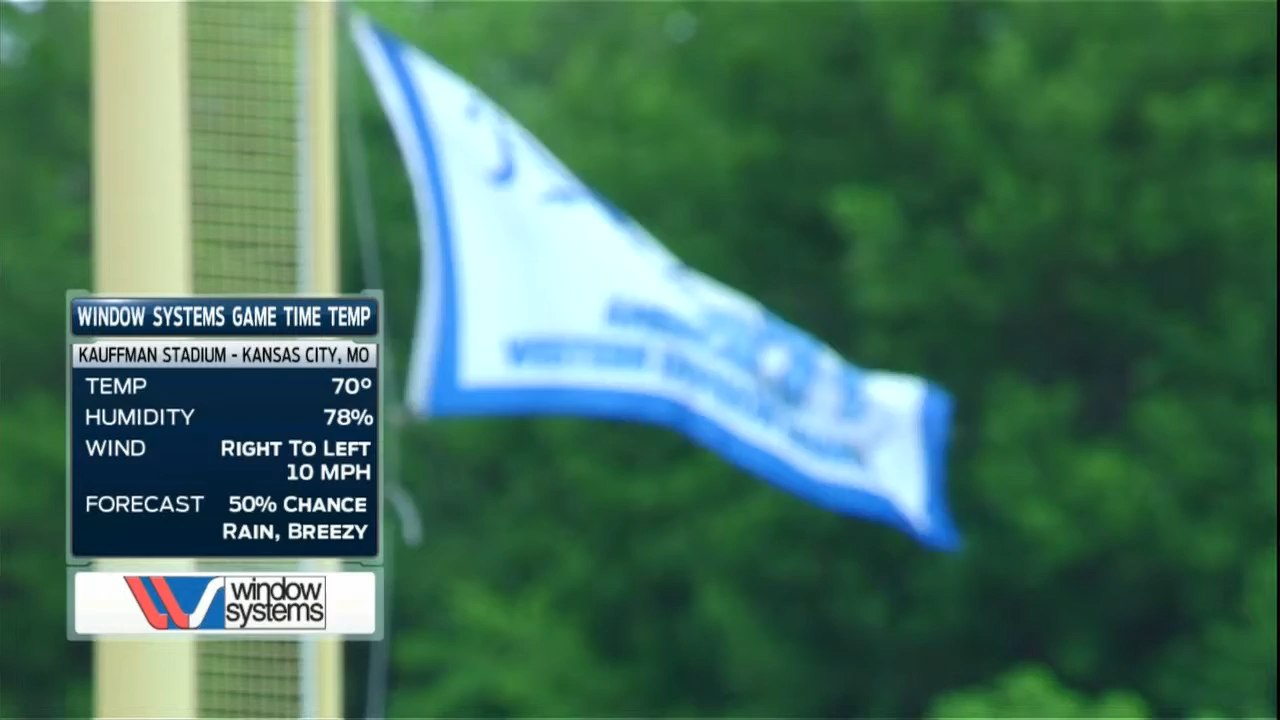 WINDOW SYSTEMS GAME TIME TEMP
KAUFFMAN STADIUM - KANSAS CITY, MO
TEMP 70°
HUMIDITY 78%
WIND RIGHT TO LEFT
10 MPH
FORECAST 50% CHANCE
RAIN, BREEZY
window
systems